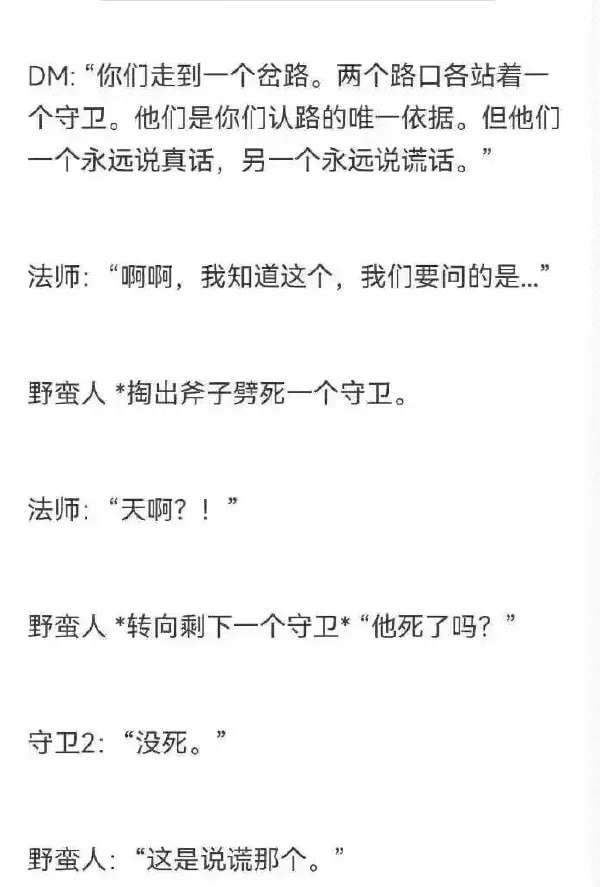 DM: “你们走到一个岔路。两个路口各站着一
个守卫。他们是你们认路的唯一依据。但他们
一个永远说真话，另一个永远说谎话。”
法师：“啊啊，我知道这个，我们要问的是...”
野蛮人 *掏出斧子劈死一个守卫。
法师：“天啊？！”
野蛮人 *转向剩下一个守卫* “他死了吗？”
守卫2：“没死。”
野蛮人：“这是说谎那个。”